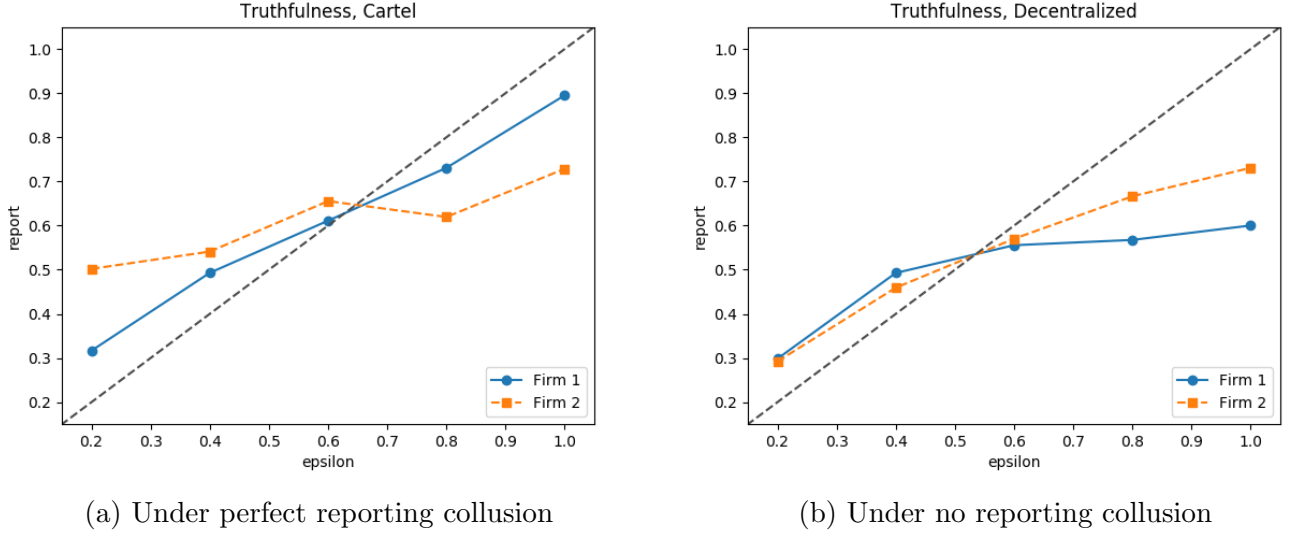 Truthfulness, Cartel
1.0
0.9
0.8
0.7
0.6
0.5
0.4
0.3
0.2
report
0.2 0.3 0.4 0.5 0.6 0.7 0.8 0.9 1.0
epsilon
Firm 1
Firm 2
(a) Under perfect reporting collusion
Truthfulness, Decentralized
1.0
0.9
0.8
0.7
0.6
0.5
0.4
0.3
0.2
report
0.2 0.3 0.4 0.5 0.6 0.7 0.8 0.9 1.0
epsilon
Firm 1
Firm 2
(b) Under no reporting collusion